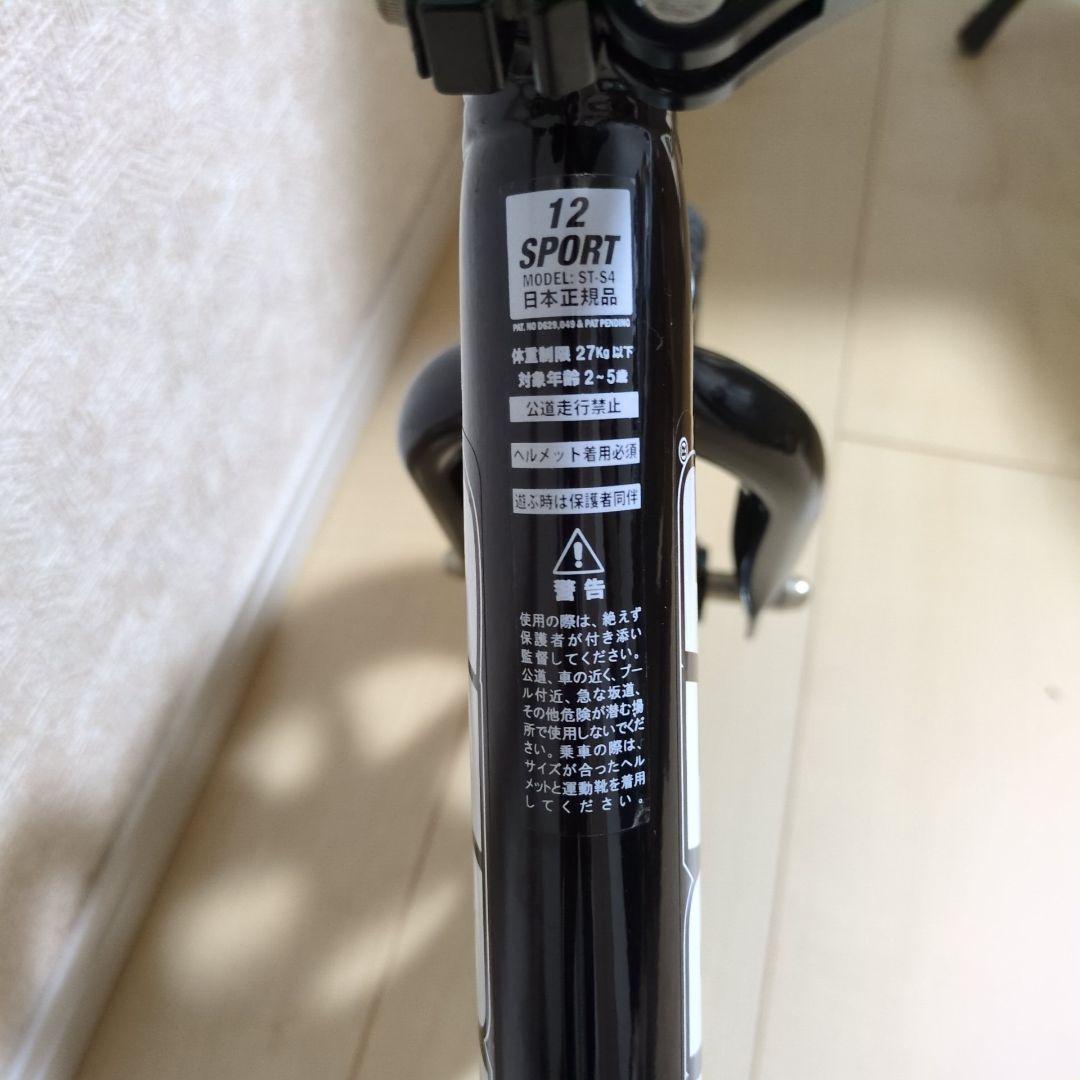 12
SPORT
MODEL: ST-S4
日本正規品
PAT. NO D629,849 & PAT PENDING
体重制限 27Kg 以下
対象年齢 2~5歳
公道走行禁止
ヘルメット着用必須
遊ぶ時は保護者同伴
警告
使用の際は、絶えず
保護者が付き添い
監督してください。
公道、車の近く、プー
ル付近、急な坂道、
その他危険が潜む場
所で使用しないでくだ
さい。乗車の際は、
サイズが合ったヘル
メットと運動靴を着用
してください。